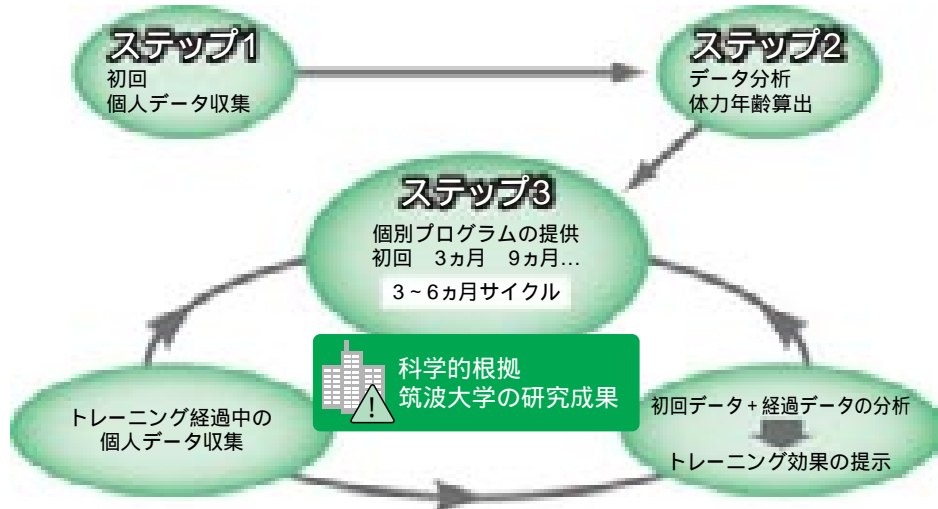 ステップ1
初回
個人データ収集
ステップ2
データ分析
体力年齢算出
ステップ3
個別プログラムの提供
初回 3ヵ月 9ヵ月…
3~6ヵ月サイクル
科学的根拠
筑波大学の研究成果
!
トレーニング経過中の
個人データ収集
初回データ+経過データの分析
トレーニング効果の提示